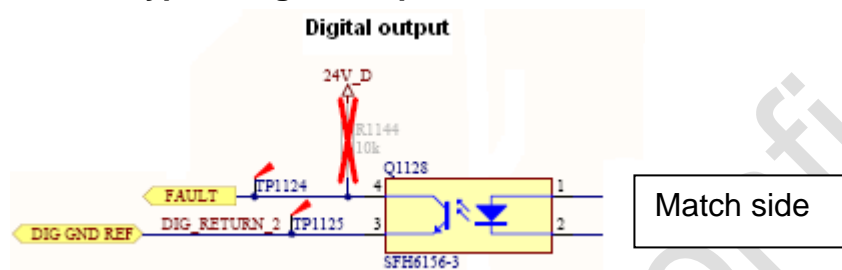 Digital output
24V_D
R1144
10k
Q1128
FAULT TP1124 4 1
DIG GND REF DIG_RETURN_2 TP1125 3 2
SFH6156-3
Match side